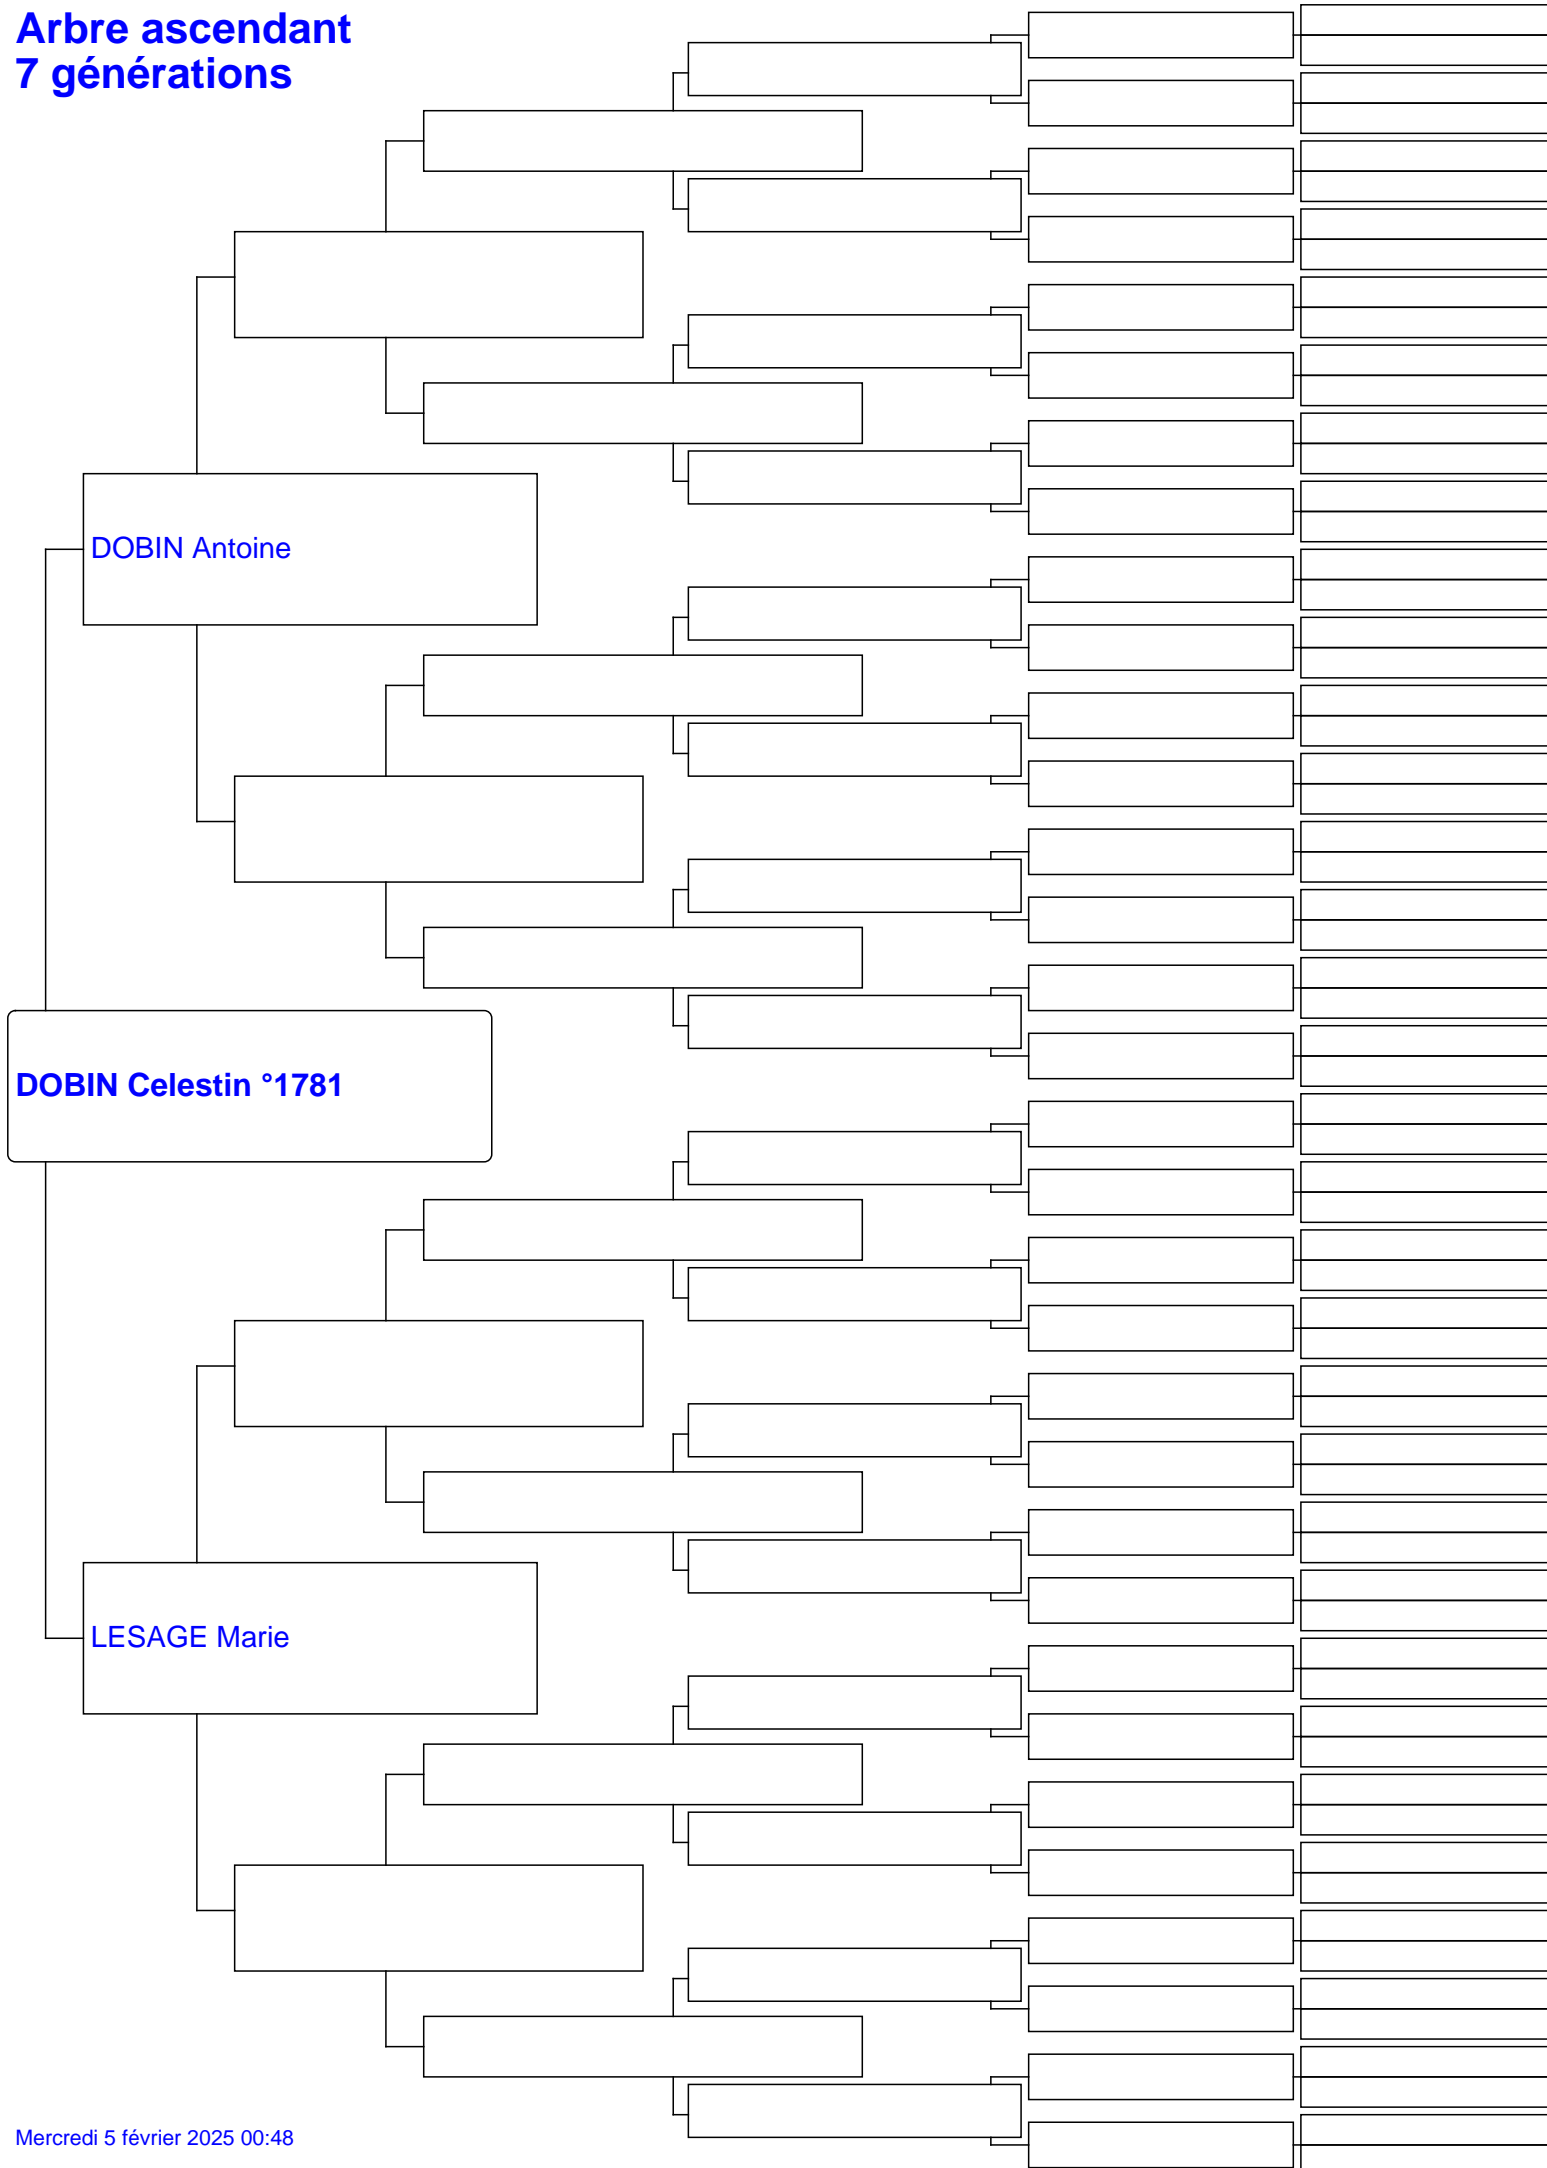 Arbre ascendant
7 générations
DOBIN Antoine
DOBIN Celestin °1781
LESAGE Marie
Mercredi 5 février 2025 00:48